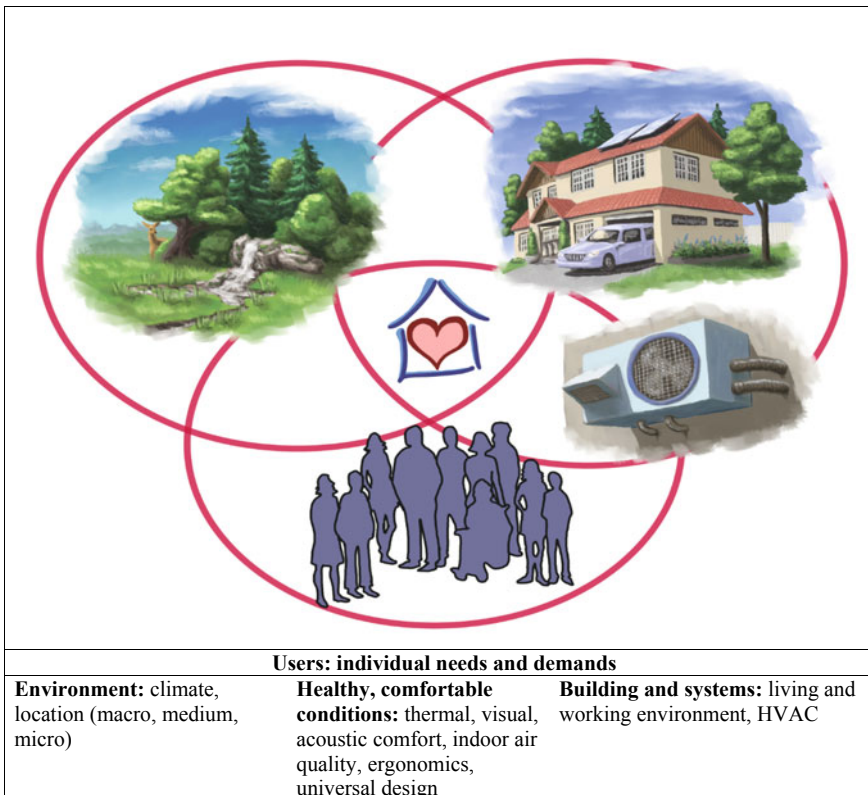 Users: individual needs and demands
Environment: climate,
location (macro, medium,
micro)
Healthy, comfortable
conditions: thermal, visual,
acoustic comfort, indoor air
quality, ergonomics,
universal design
Building and systems: living and
working environment, HVAC